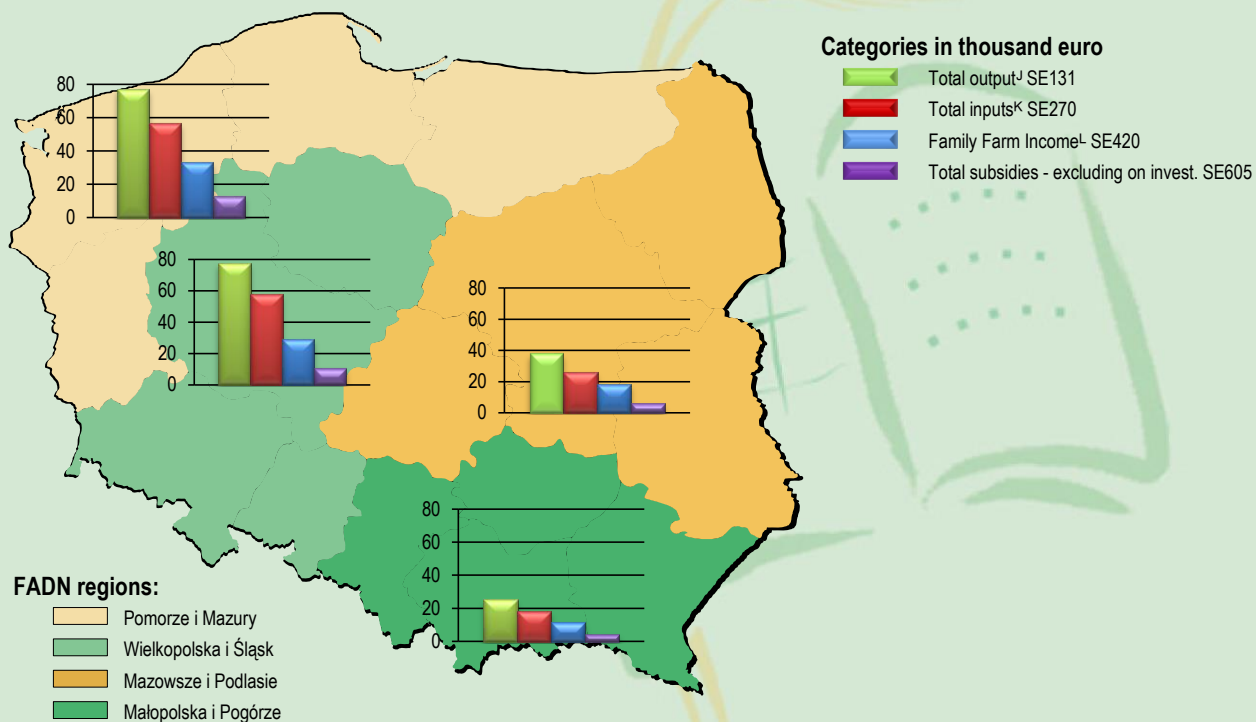 Categories in thousand euro
Total outputᴶ SE131
Total inputsᴷ SE270
Family Farm Incomeᴸ SE420
Total subsidies - excluding on invest. SE605
80
60
40
20
0
80
60
40
20
0
80
60
40
20
0
80
60
40
20
0
FADN regions:
Pomorze i Mazury
Wielkopolska i Śląsk
Mazowsze i Podlasie
Małopolska i Pogórze